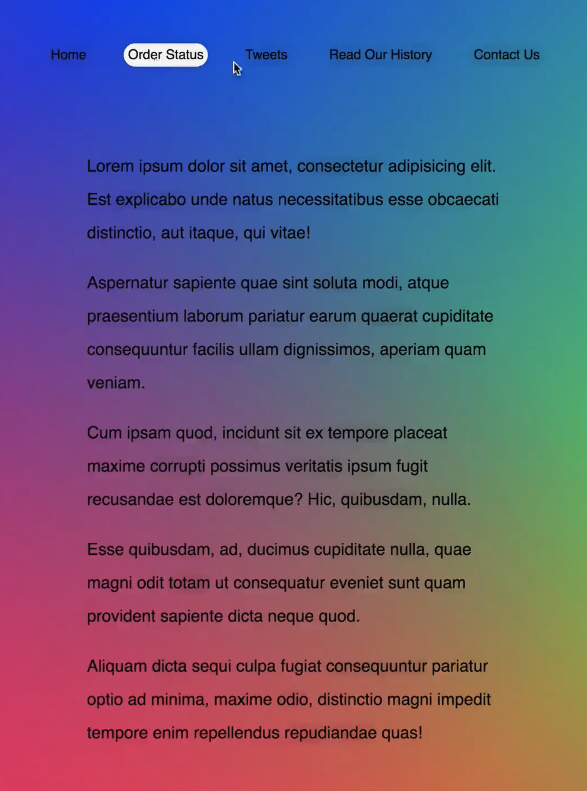 Home Order Status Tweets Read Our History Contact Us
Lorem ipsum dolor sit amet, consectetur adipisicing elit.
Est explicabo unde natus necessitatibus esse obcaecati
distinctio, aut itaque, qui vitae!
Aspernatur sapiente quae sint soluta modi, atque
praesentium laborum pariatur earum quaerat cupiditate
consequuntur facilis ullam dignissimos, aperiam quam
veniam.
Cum ipsam quod, incidunt sit ex tempore placeat
maxime corrupti possimus veritatis ipsum fugit
recusandae est doloremque? Hic, quibusdam, nulla.
Esse quibusdam, ad, ducimus cupiditate nulla, quae
magni odit totam ut consequatur eveniet sunt quam
provident sapiente dicta neque quod.
Aliquam dicta sequi culpa fugiat consequuntur pariatur
optio ad minima, maxime odio, distinctio magni impedit
tempore enim repellendus repudiandae quas!